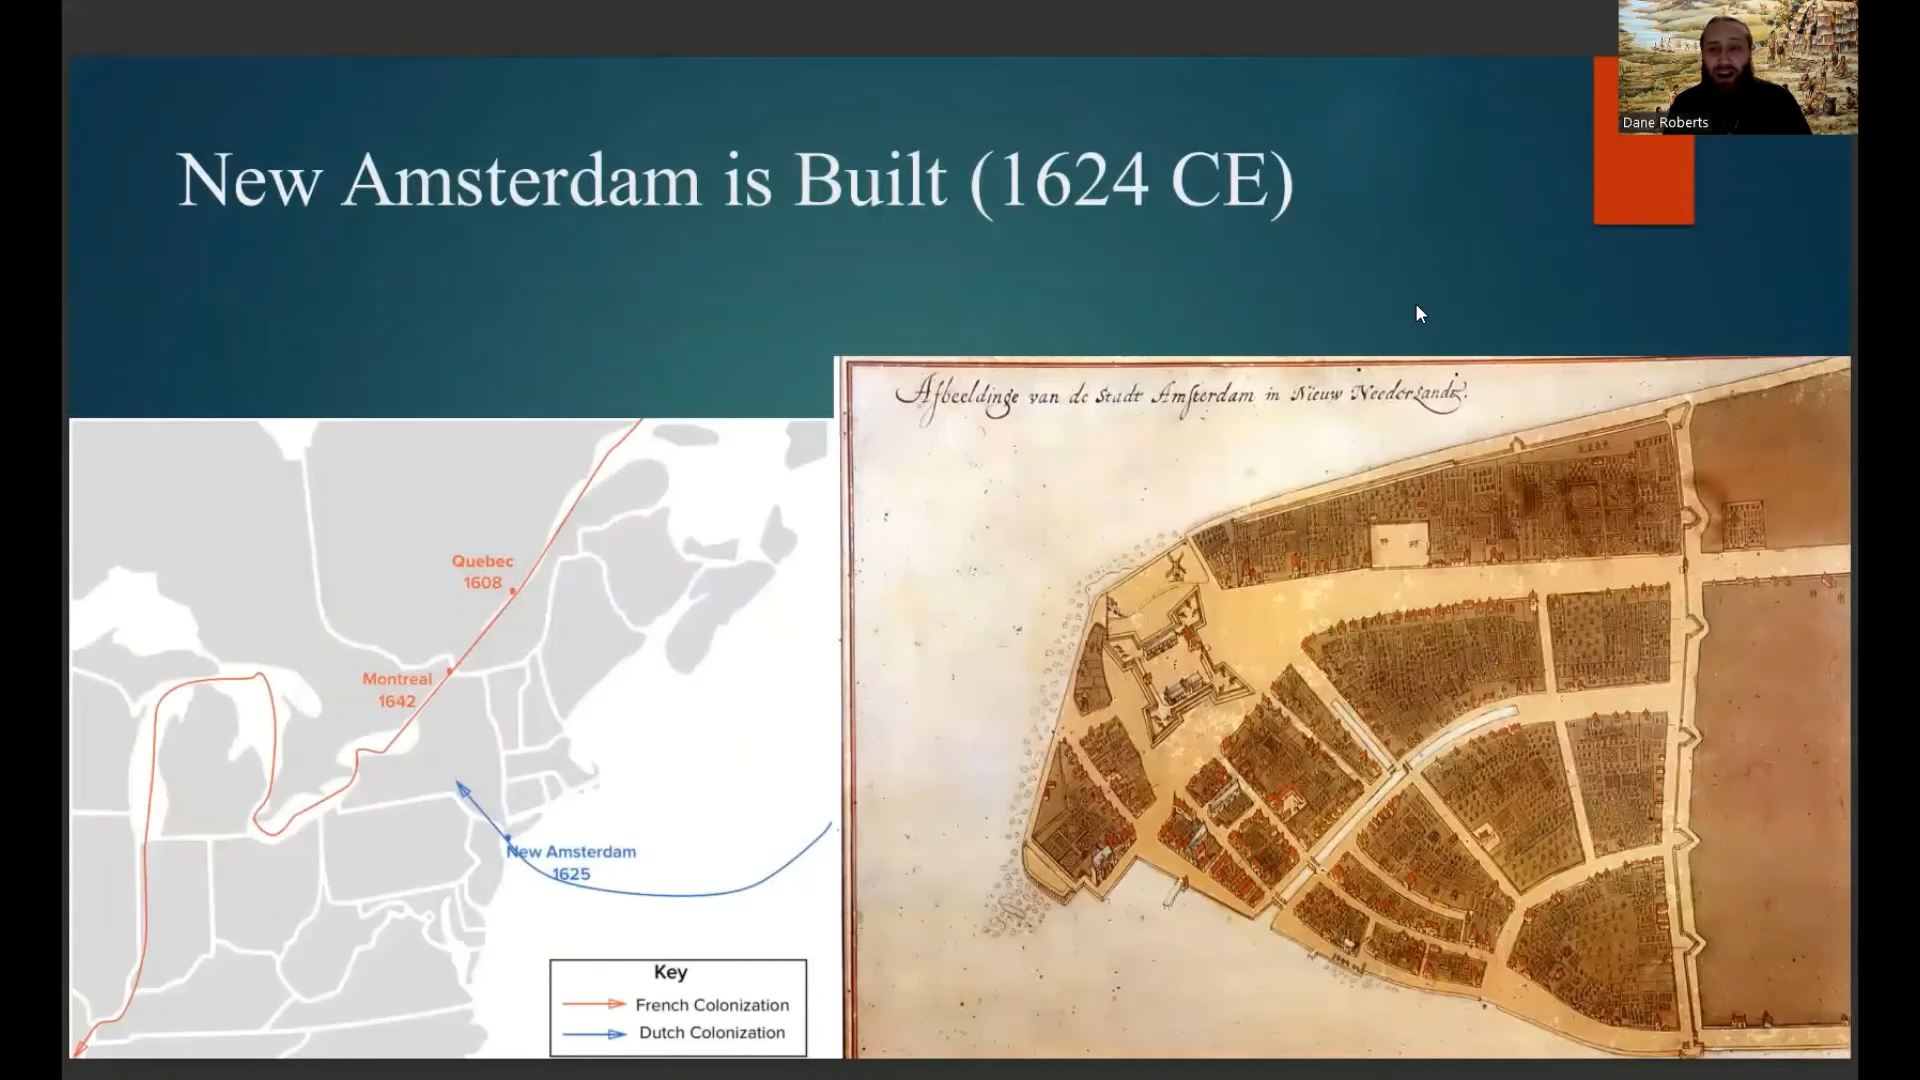 Dane Roberts
New Amsterdam is Built (1624 CE)
Afbeeldinge van de Stadt Amsterdam in Nieuw Neederlandt.
Quebec
1608
Montreal
1642
New Amsterdam
1625
Key
French Colonization
Dutch Colonization